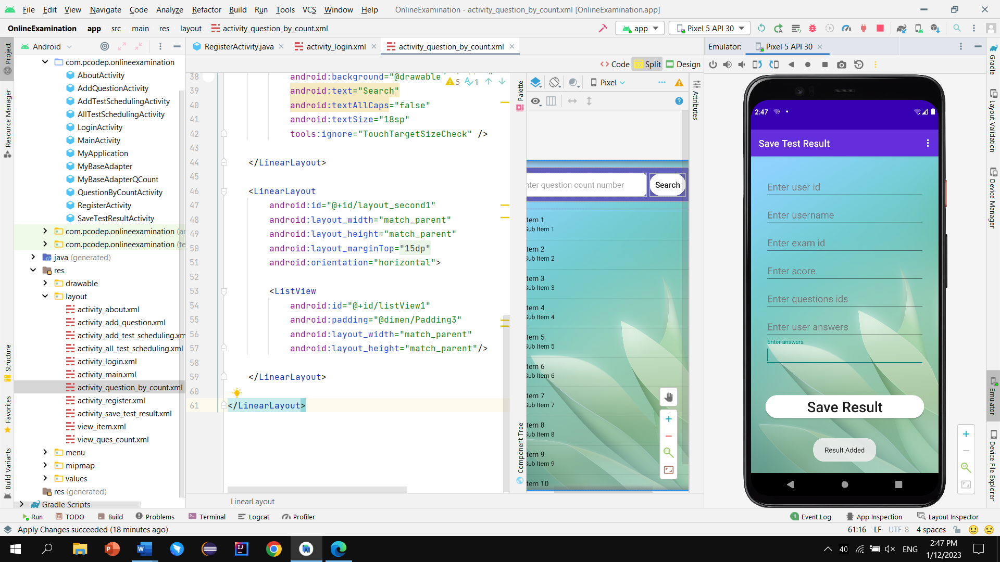 File Edit View Navigate Code Analyze Refactor Build Run Tools VCS Window Help OnlineExamination - activity_question_by_count.xml [OnlineExamination.app]
OnlineExamination app src main res layout activity_question_by_count.xml
app Pixel 5 API 30
Project
Resource Manager
Structure
Favorites
Build Variants
Android
com.pcodep.onlineexamination
AboutActivity
AddQuestionActivity
AddTestSchedulingActivity
AllTestSchedulingActivity
LoginActivity
MainActivity
MyApplication
MyBaseAdapter
MyBaseAdapterQCount
QuestionByCountActivity
RegisterActivity
SaveTestResultActivity
com.pcodep.onlineexamination (ar
com.pcodep.onlineexamination (te
java (generated)
res
drawable
layout
activity_about.xml
activity_add_question.xml
activity_add_test_scheduling.xm
activity_all_test_scheduling.xml
activity_login.xml
activity_main.xml
activity_question_by_count.xml
activity_register.xml
activity_save_test_result.xml
view_item.xml
view_ques_count.xml
menu
mipmap
values
res (generated)
Gradle Scripts
RegisterActivity.java activity_login.xml activity_question_by_count.xml
Code Split Design
5 1
38 android:background="@drawable/
39 android:text="Search"
40 android:textAllCaps="false"
41 android:textSize="18sp"
42 tools:ignore="TouchTargetSizeCheck" />
43
44 </LinearLayout>
45
46 <LinearLayout
47 android:id="@+id/layout_second1"
48 android:layout_width="match_parent"
49 android:layout_height="match_parent"
50 android:layout_marginTop="15dp"
51 android:orientation="horizontal">
52
53 <ListView
54 android:id="@+id/listView1"
55 android:padding="@dimen/Padding3"
56 android:layout_width="match_parent"
57 android:layout_height="match_parent"/>
58
59 </LinearLayout>
60
61 </LinearLayout>
LinearLayout
Palette
Component Tree
Pixel
Attributes
nter question count number Search
tem 1
Sub Item 1
tem 2
Sub Item 2
tem 3
Sub Item 3
tem 4
Sub Item 4
tem 5
Sub Item 5
tem 6
Sub Item 6
tem 7
Sub Item 7
tem 8
Sub Item 8
tem 9
Sub Item 9
tem 10
Emulator: Pixel 5 API 30
2:47
Save Test Result
Enter user id
Enter username
Enter exam id
Enter score
Enter questions ids
Enter user answers
Enter answers
Save Result
Result Added
Gradle
Layout Validation
Device Manager
Emulator
Device File Explorer
Run TODO Build Problems Terminal Logcat Profiler
1 Event Log App Inspection Layout Inspector
Apply Changes succeeded (18 minutes ago)
61:16 LF UTF-8 4 spaces
40 ENG
2:47 PM
1/12/2023